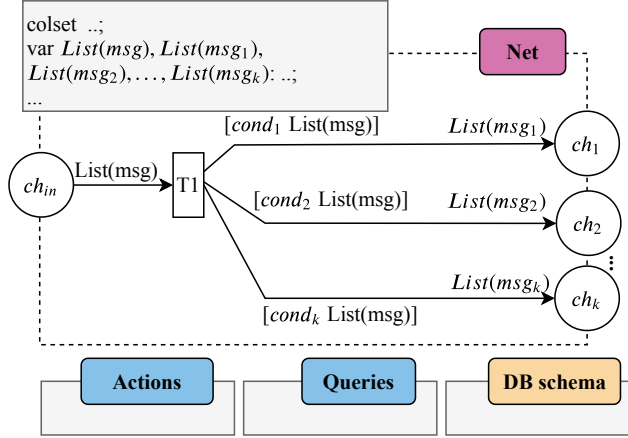 colset ..;
var List(msg), List(msg₁),
List(msg₂),..., List(msgₖ): ..;
...
Net
[cond₁ List(msg)]
List(msg₁)
ch₁
chᵢₙ
List(msg)
T1
[cond₂ List(msg)]
List(msg₂)
ch₂
List(msgₖ)
chₖ
[condₖ List(msg)]
Actions
Queries
DB schema